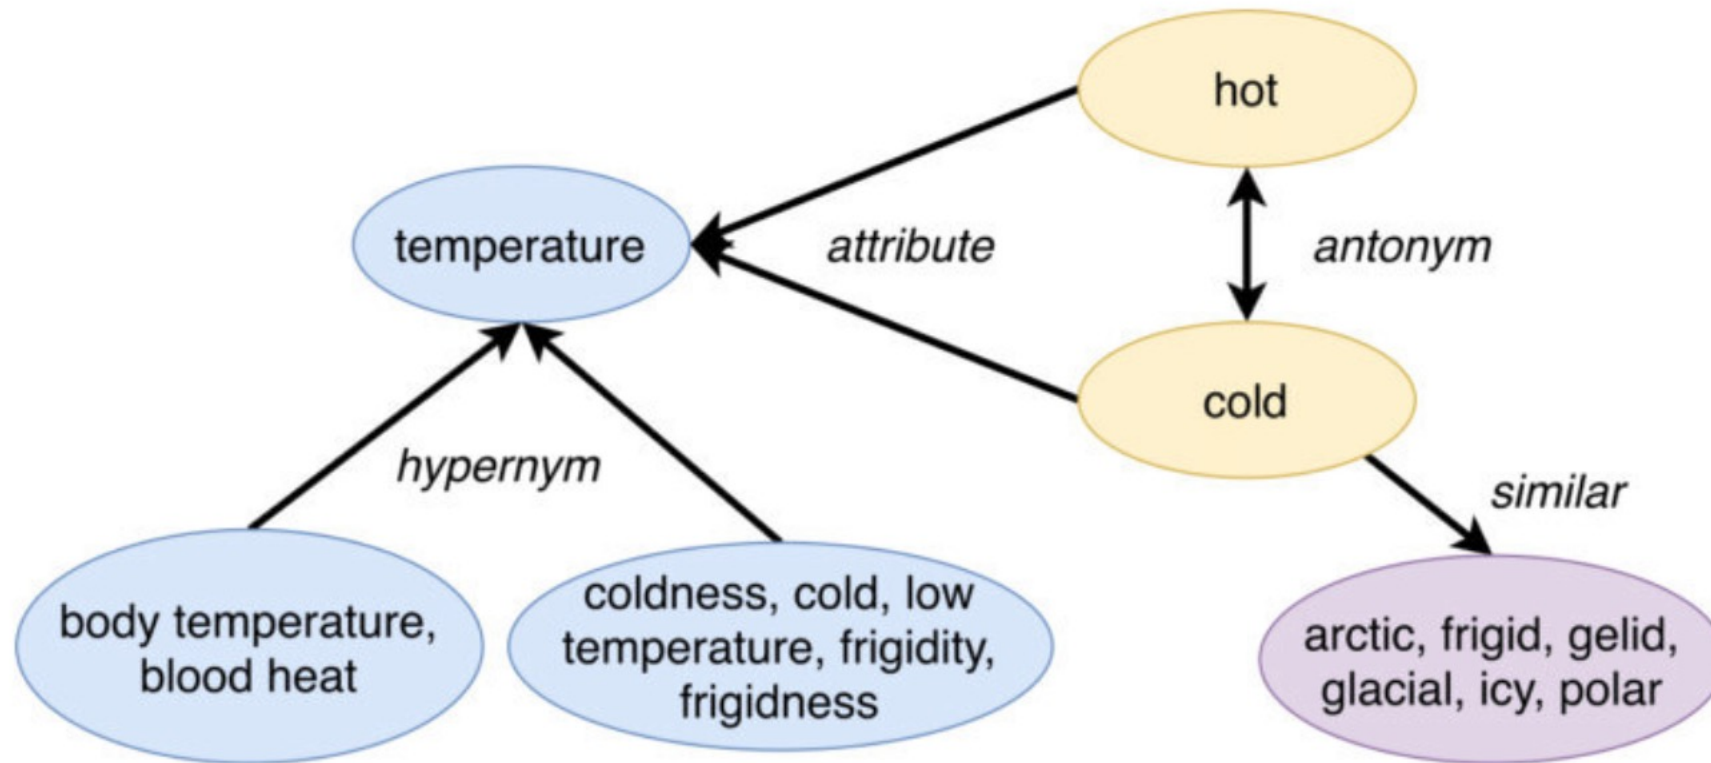 hot
temperature
attribute
antonym
cold
hypernym
similar
body temperature,
blood heat
coldness, cold, low
temperature, frigidity,
frigidness
arctic, frigid, gelid,
glacial, icy, polar